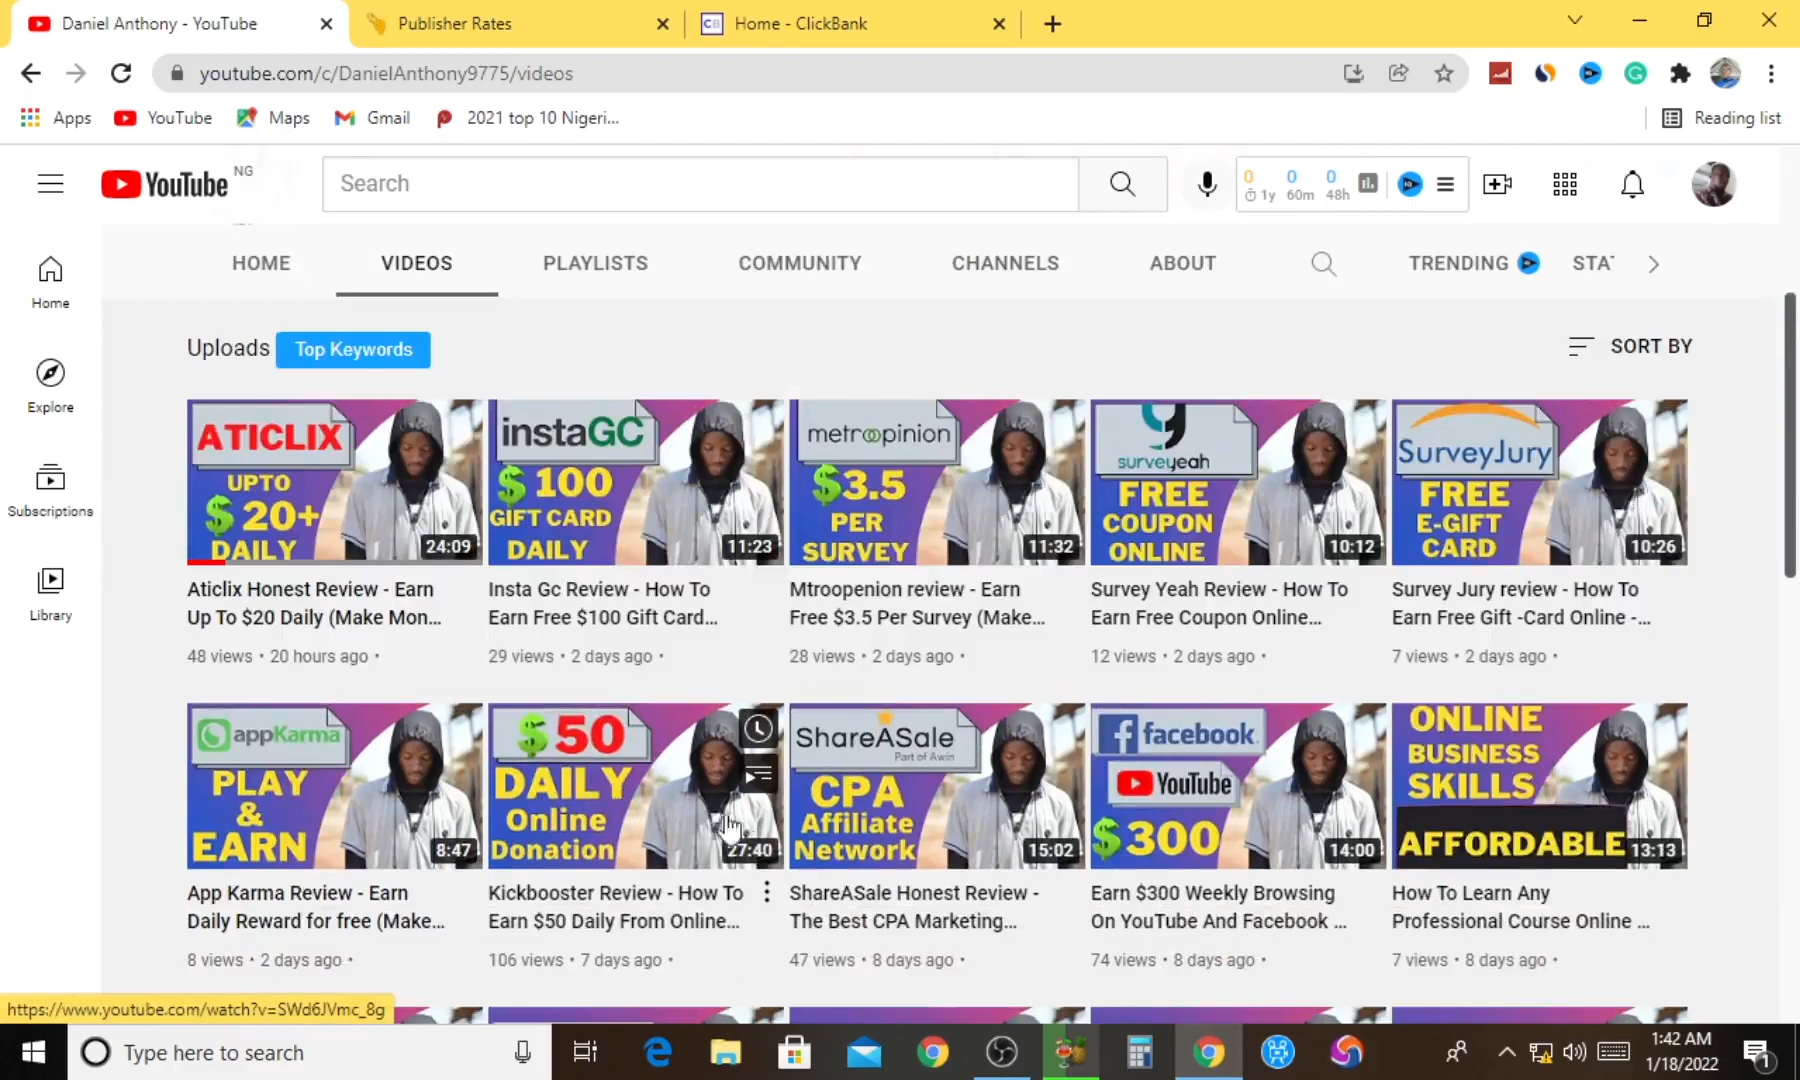 Daniel Anthony - YouTube
Publisher Rates
CB
Home - ClickBank
youtube.com/c/DanielAnthony9775/videos
Apps
YouTube
Maps
Gmail
2021 top 10 Nigeri...
Reading list
YouTube
NG
Search
0
0
0
1y
60m
48h
HOME
VIDEOS
PLAYLISTS
COMMUNITY
CHANNELS
ABOUT
TRENDING
STAT
Home
Explore
Subscriptions
Library
Uploads
Top Keywords
SORT BY
ATICLIX
UPTO
$ 20+
DAILY
24:09
Aticlix Honest Review - Earn
Up To $20 Daily (Make Mon...
48 views • 20 hours ago •
instaGC
$ 100
GIFT CARD
DAILY
11:23
Insta Gc Review - How To
Earn Free $100 Gift Card...
29 views • 2 days ago •
metroopinion
$3.5
PER
SURVEY
11:32
Mtroopenion review - Earn
Free $3.5 Per Survey (Make...
28 views • 2 days ago •
surveyeah
FREE
COUPON
ONLINE
10:12
Survey Yeah Review - How To
Earn Free Coupon Online...
12 views • 2 days ago •
SurveyJury
FREE
E-GIFT
CARD
10:26
Survey Jury review - How To
Earn Free Gift -Card Online -...
7 views • 2 days ago •
appKarma
PLAY
&
EARN
8:47
App Karma Review - Earn
Daily Reward for free (Make...
8 views • 2 days ago •
$ 50
DAILY
Online
Donation
27:40
Kickbooster Review - How To
Earn $50 Daily From Online...
106 views • 7 days ago •
ShareASale
Part of Awin
CPA
Affiliate
Network
15:02
ShareASale Honest Review -
The Best CPA Marketing...
47 views • 8 days ago •
facebook.
YouTube
$ 300
14:00
Earn $300 Weekly Browsing
On YouTube And Facebook ...
74 views • 8 days ago •
ONLINE
BUSINESS
SKILLS
AFFORDABLE
13:13
How To Learn Any
Professional Course Online ...
7 views • 8 days ago •
https://www.youtube.com/watch?v=SWd6JVmc_8g
Type here to search
1:42 AM
1/18/2022
1